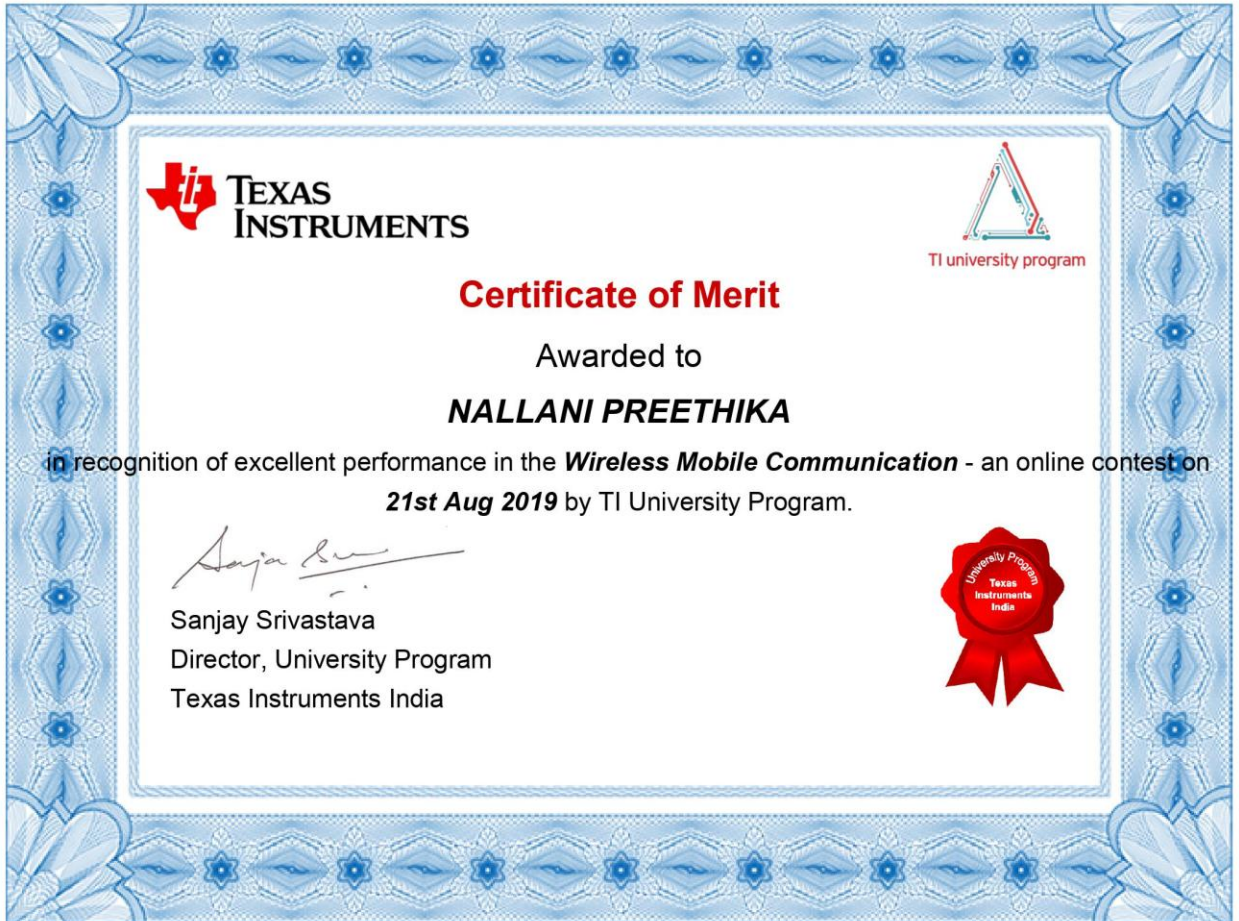 TEXAS
INSTRUMENTS
TI university program
Certificate of Merit
Awarded to
NALLANI PREETHIKA
in recognition of excellent performance in the Wireless Mobile Communication - an online contest on
21st Aug 2019 by TI University Program.
Sanjay Srivastava
Director, University Program
Texas Instruments India
University Program
Texas
Instruments
India